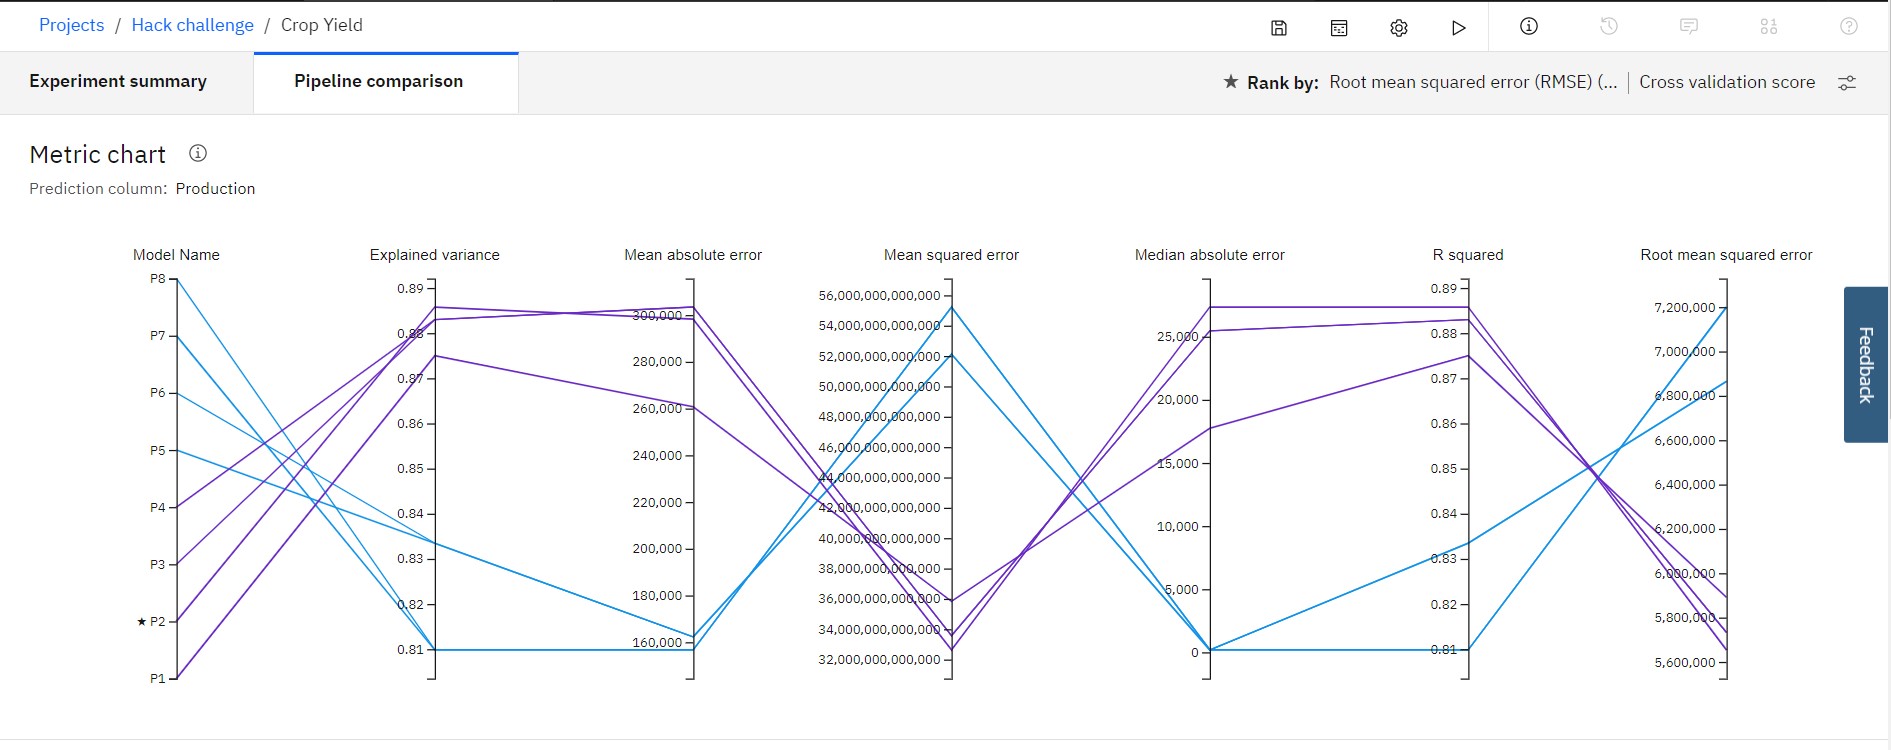 Projects / Hack challenge / Crop Yield
Experiment summary
Pipeline comparison
★ Rank by: Root mean squared error (RMSE) (... | Cross validation score
Metric chart
Prediction column: Production
Model Name
P8
P7
P6
P5
P4
P3
★ P2
P1
Explained variance
0.89
0.88
0.87
0.86
0.85
0.84
0.83
0.82
0.81
Mean absolute error
300,000
280,000
260,000
240,000
220,000
200,000
180,000
160,000
Mean squared error
56,000,000,000,000
54,000,000,000,000
52,000,000,000,000
50,000,000,000,000
48,000,000,000,000
46,000,000,000,000
44,000,000,000,000
42,000,000,000,000
40,000,000,000,000
38,000,000,000,000
36,000,000,000,000
34,000,000,000,000
32,000,000,000,000
Median absolute error
25,000
20,000
15,000
10,000
5,000
0
R squared
0.89
0.88
0.87
0.86
0.85
0.84
0.83
0.82
0.81
Root mean squared error
7,200,000
7,000,000
6,800,000
6,600,000
6,400,000
6,200,000
6,000,000
5,800,000
5,600,000
Feedback